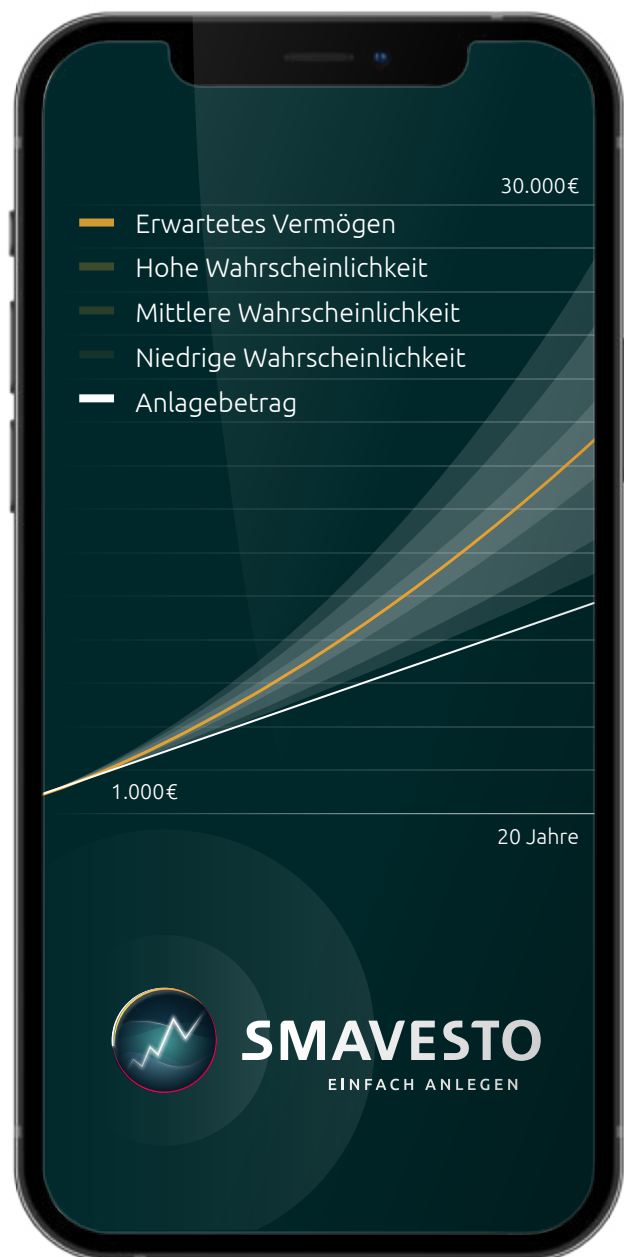 30.000€
Erwartetes Vermögen
Hohe Wahrscheinlichkeit
Mittlere Wahrscheinlichkeit
Niedrige Wahrscheinlichkeit
Anlagebetrag
1.000€
20 Jahre
SMAVESTO
EINFACH ANLEGEN